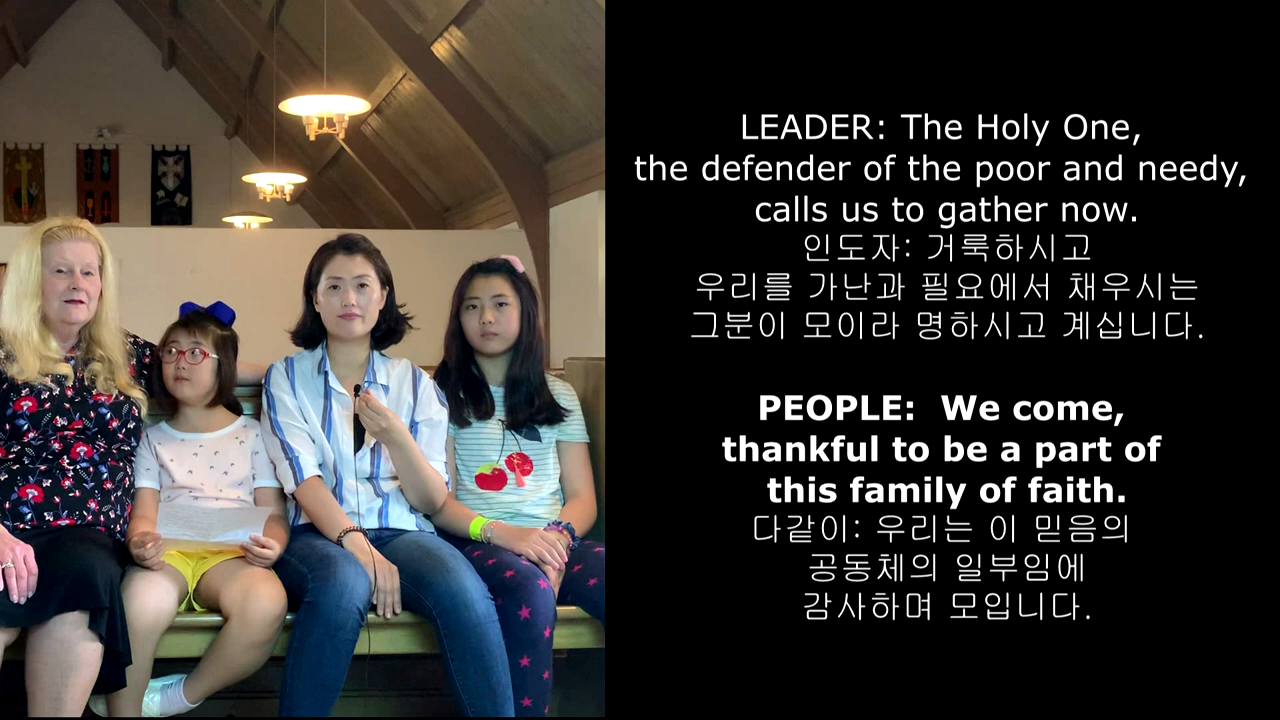 LEADER: The Holy One,
the defender of the poor and needy,
calls us to gather now.
인도자: 거룩하시고
우리를 가난과 필요에서 채우시는
그분이 모이라 명하시고 계십니다.
PEOPLE: We come,
thankful to be a part of
this family of faith.
다같이: 우리는 이 믿음의
공동체의 일부임에
감사하며 모입니다.